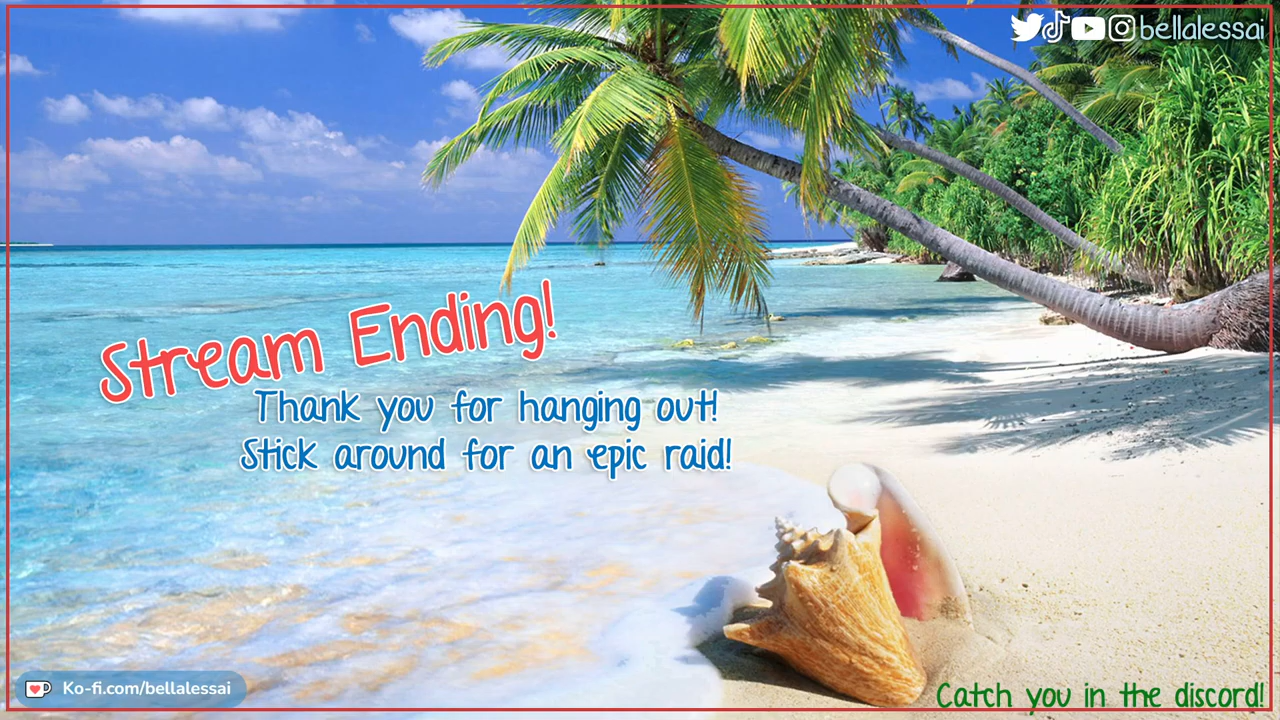 bellalessai
Stream Ending!
Thank you for hanging out!
Stick around for an epic raid!
Ko-fi.com/bellalessai
Catch you in the discord!